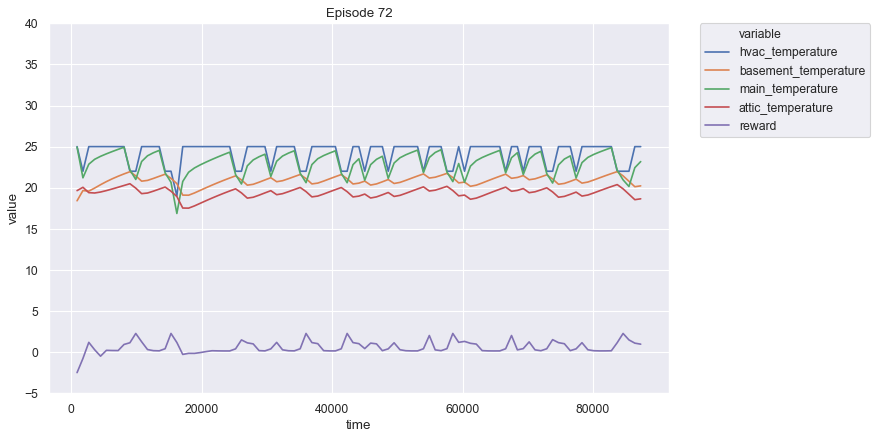 Episode 72
variable
hvac_temperature
basement_temperature
main_temperature
attic_temperature
reward
40
35
30
25
20
15
10
5
0
−5
value
0 20000 40000 60000 80000
time